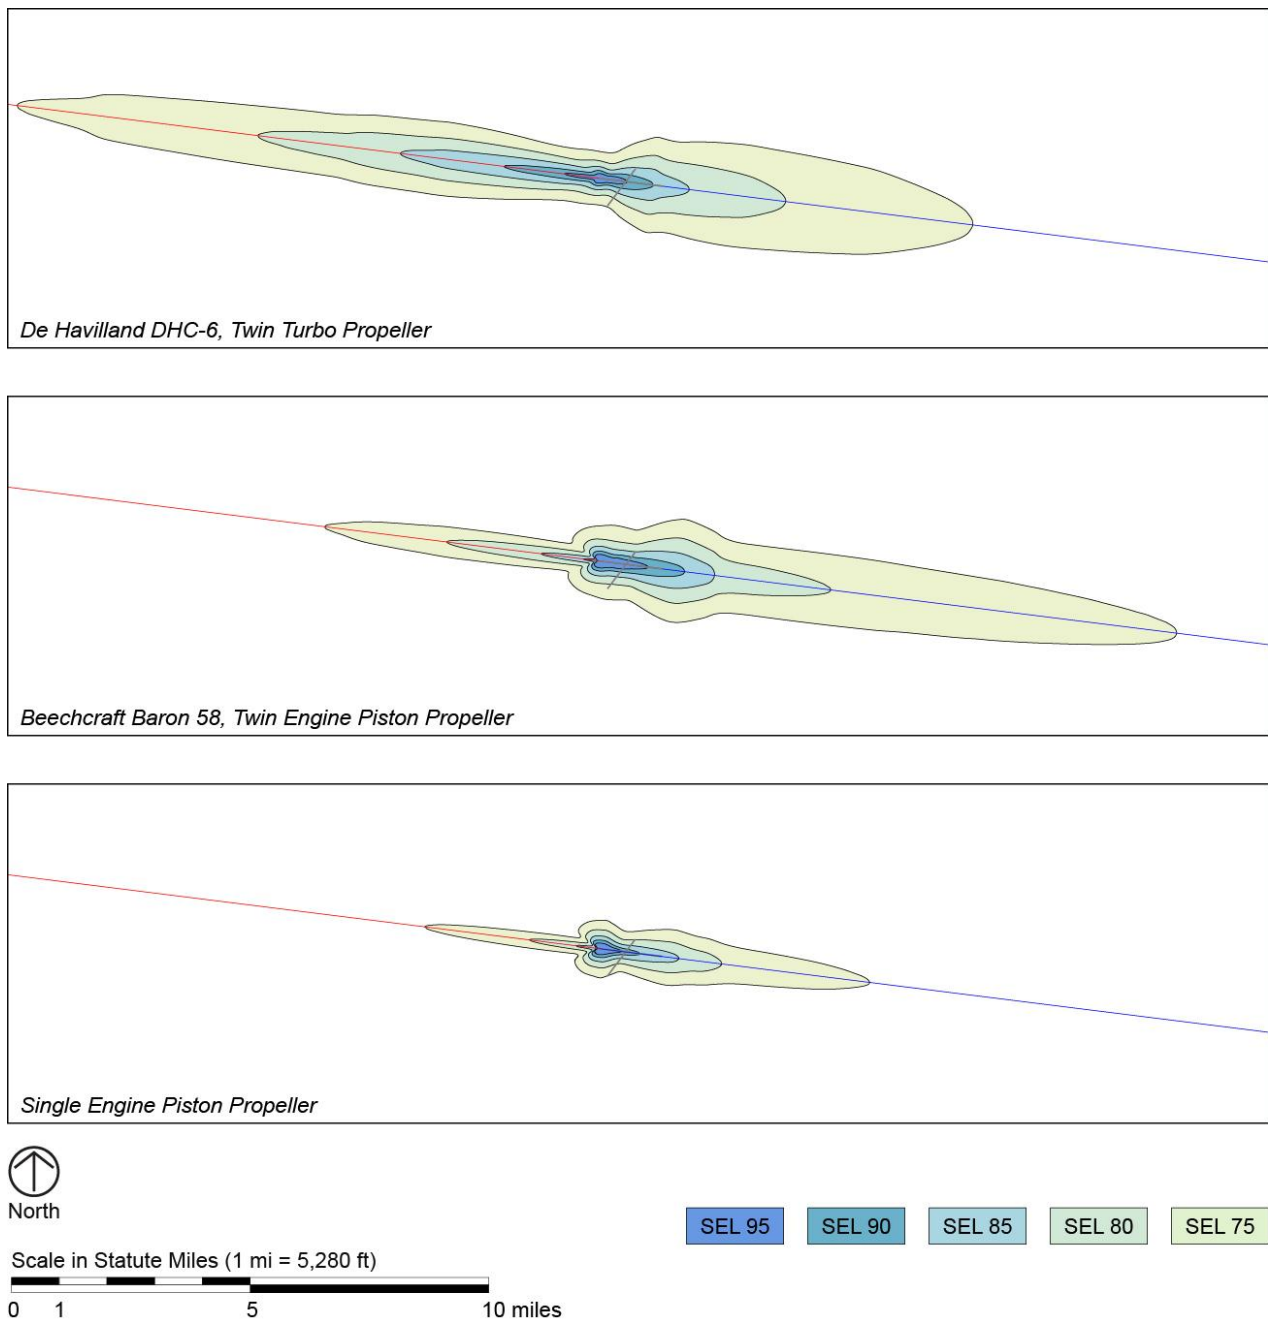 De Havilland DHC-6, Twin Turbo Propeller
Beechcraft Baron 58, Twin Engine Piston Propeller
Single Engine Piston Propeller
North
SEL 95 SEL 90 SEL 85 SEL 80 SEL 75
Scale in Statute Miles (1 mi = 5,280 ft)
0 1 5 10 miles